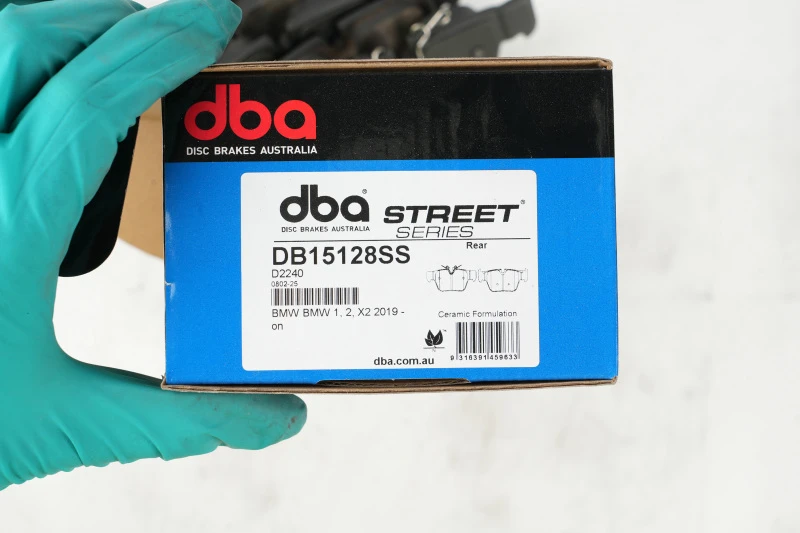 dba
DISC BRAKES AUSTRALIA
dba®
DISC BRAKES AUSTRALIA
STREET®
SERIES
Rear
DB15128SS
D2240
0802-25
BMW BMW 1, 2, X2 2019 -
on
Ceramic Formulation
TM
9 316391 459633
dba.com.au